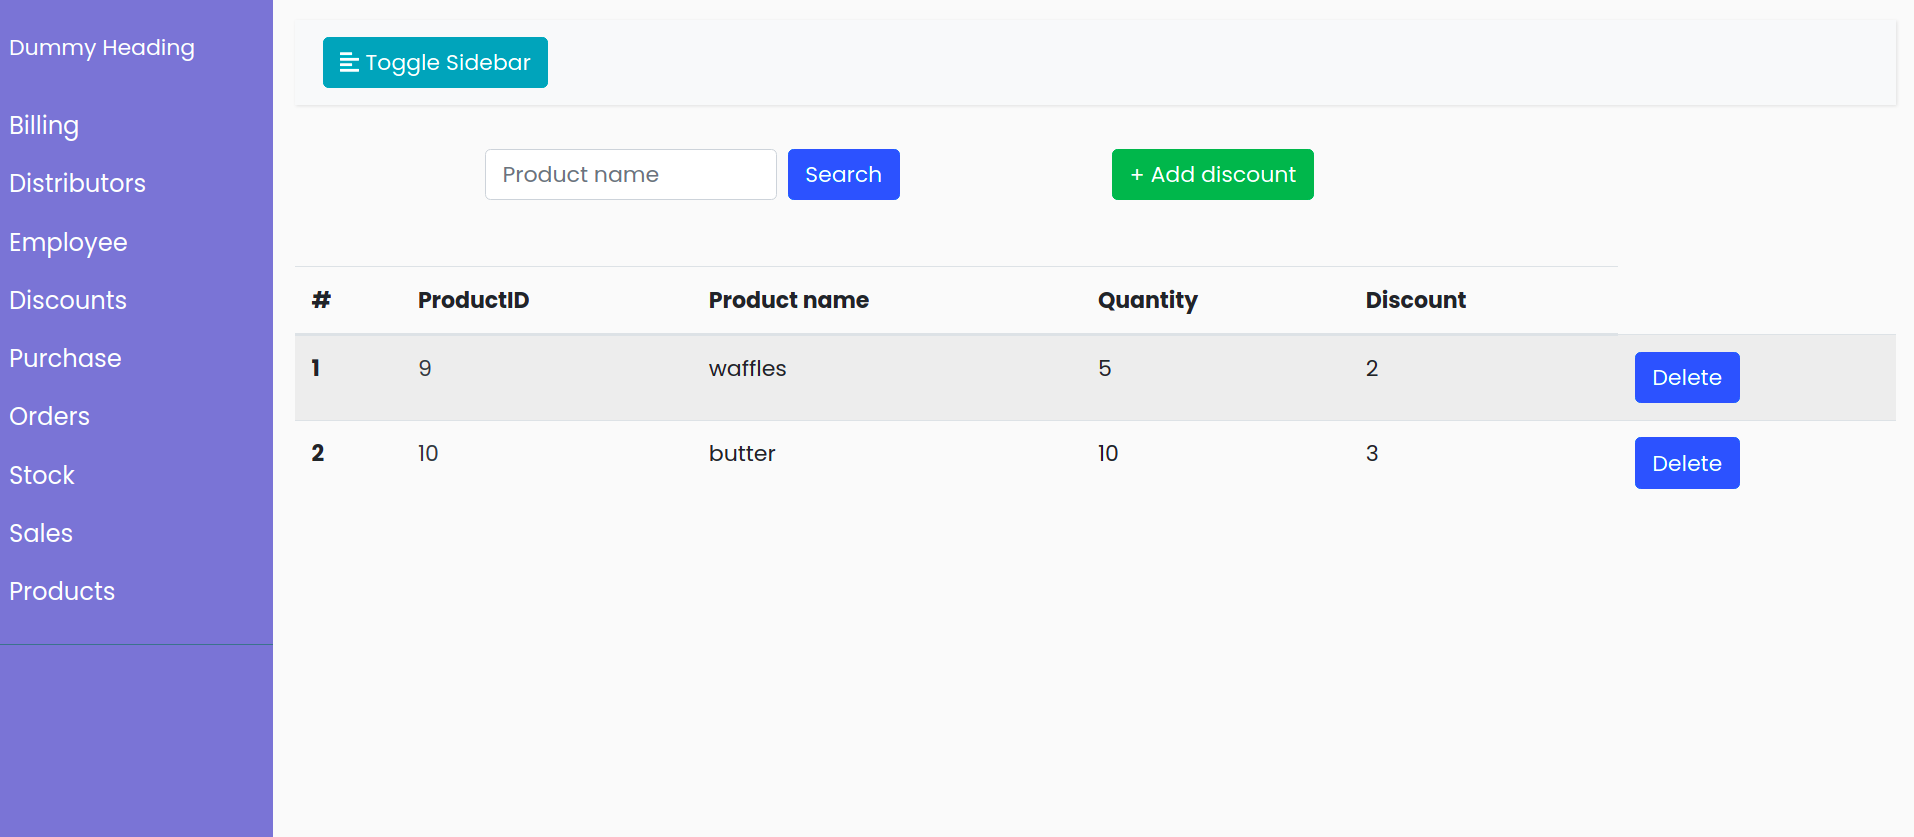 Dummy Heading
Billing
Distributors
Employee
Discounts
Purchase
Orders
Stock
Sales
Products
Toggle Sidebar
Product name Search + Add discount
# ProductID Product name Quantity Discount
1 9 waffles 5 2 Delete
2 10 butter 10 3 Delete